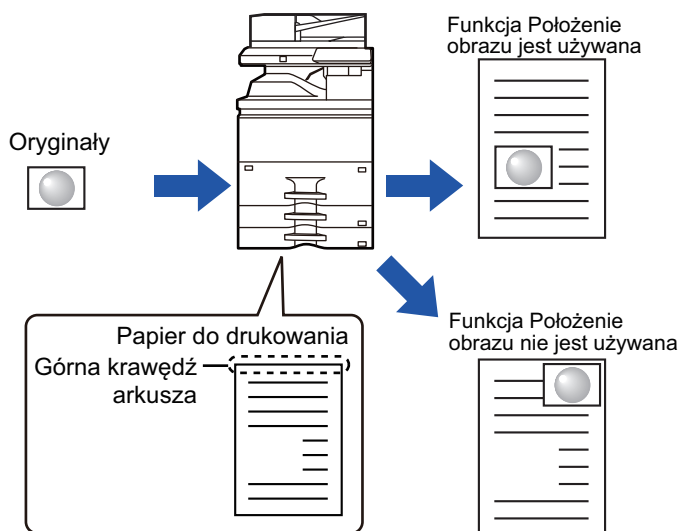 Funkcja Położenie
obrazu jest używana
Oryginały
Funkcja Położenie
obrazu nie jest używana
Papier do drukowania
Górna krawędź
arkusza